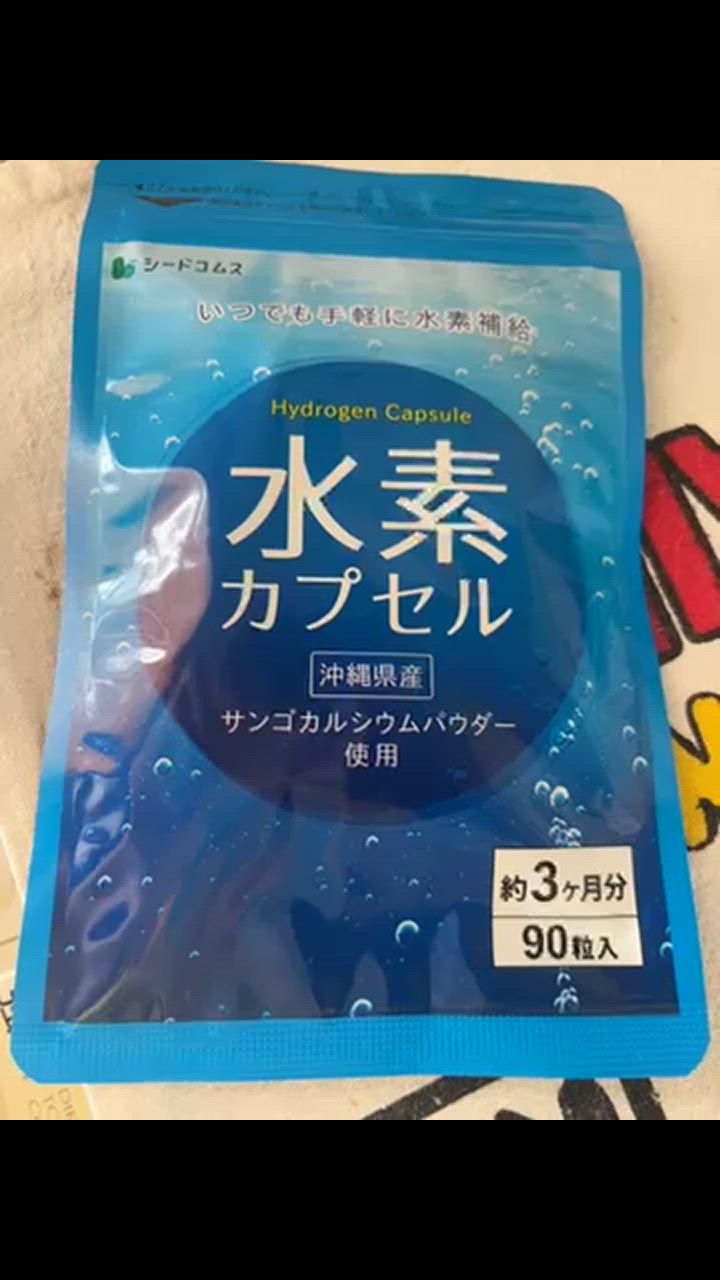 シードコムス
いつでも手軽に水素補給
Hydrogen Capsule
水素
カプセル
沖縄県産
サンゴカルシウムパウダー
使用
約3ヶ月分
90粒入